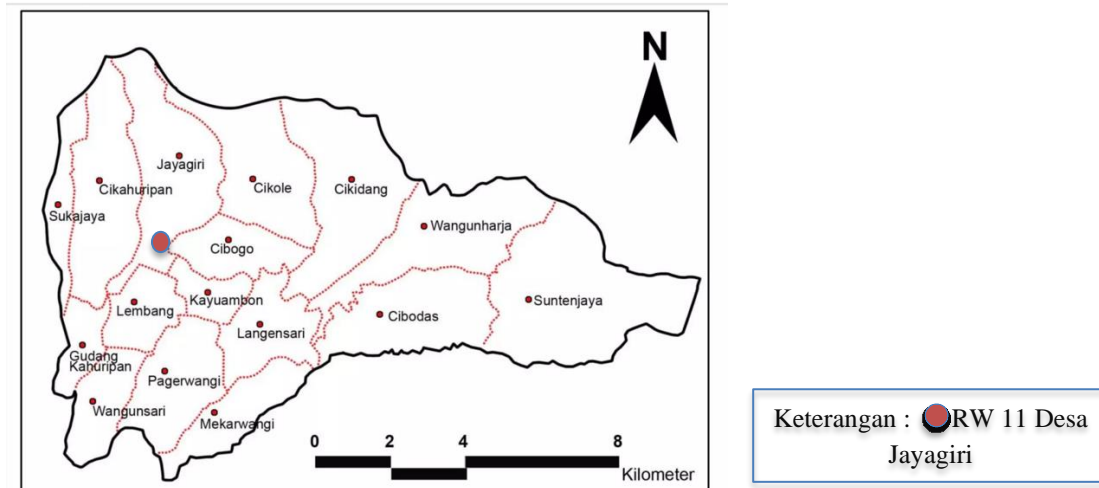 N
Jayagiri
Cikahuripan
Cikole
Cikidang
Sukajaya
Wangunharja
Cibogo
Kayuambon
Lembang
Suntenjaya
Cibodas
Langensari
Gudang
Kahuripan
Pagerwangi
Wangunsari
Mekarwangi
0 2 4 8
Kilometer
Keterangan : RW 11 Desa
Jayagiri